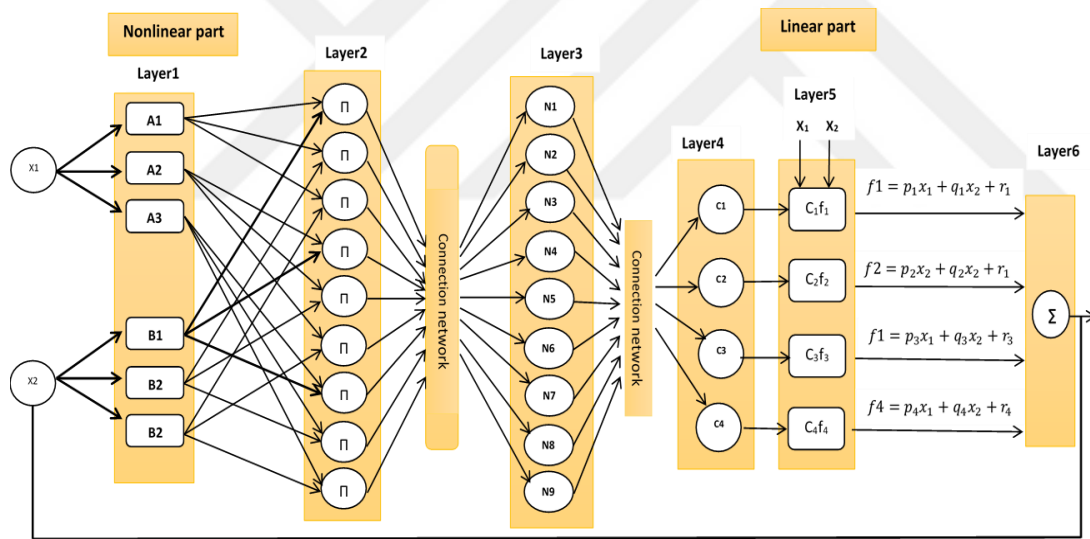 Nonlinear part
Linear part
Layer1
Layer2
Layer3
Layer4
Layer5
Layer6
X1
X2
A1
A2
A3
B1
B2
B2
Π
Π
Π
Π
Π
Π
Π
Π
Π
Connection network
N1
N2
N3
N4
N5
N6
N7
N8
N9
Connection network
C1
C2
C3
C4
X₁ X₂
C₁f₁
C₂f₂
C₃f₃
C₄f₄
f1 = p₁x₁ + q₁x₂ + r₁
f2 = p₂x₂ + q₂x₂ + r₁
f1 = p₃x₁ + q₃x₂ + r₃
f4 = p₄x₁ + q₄x₂ + r₄
Σ